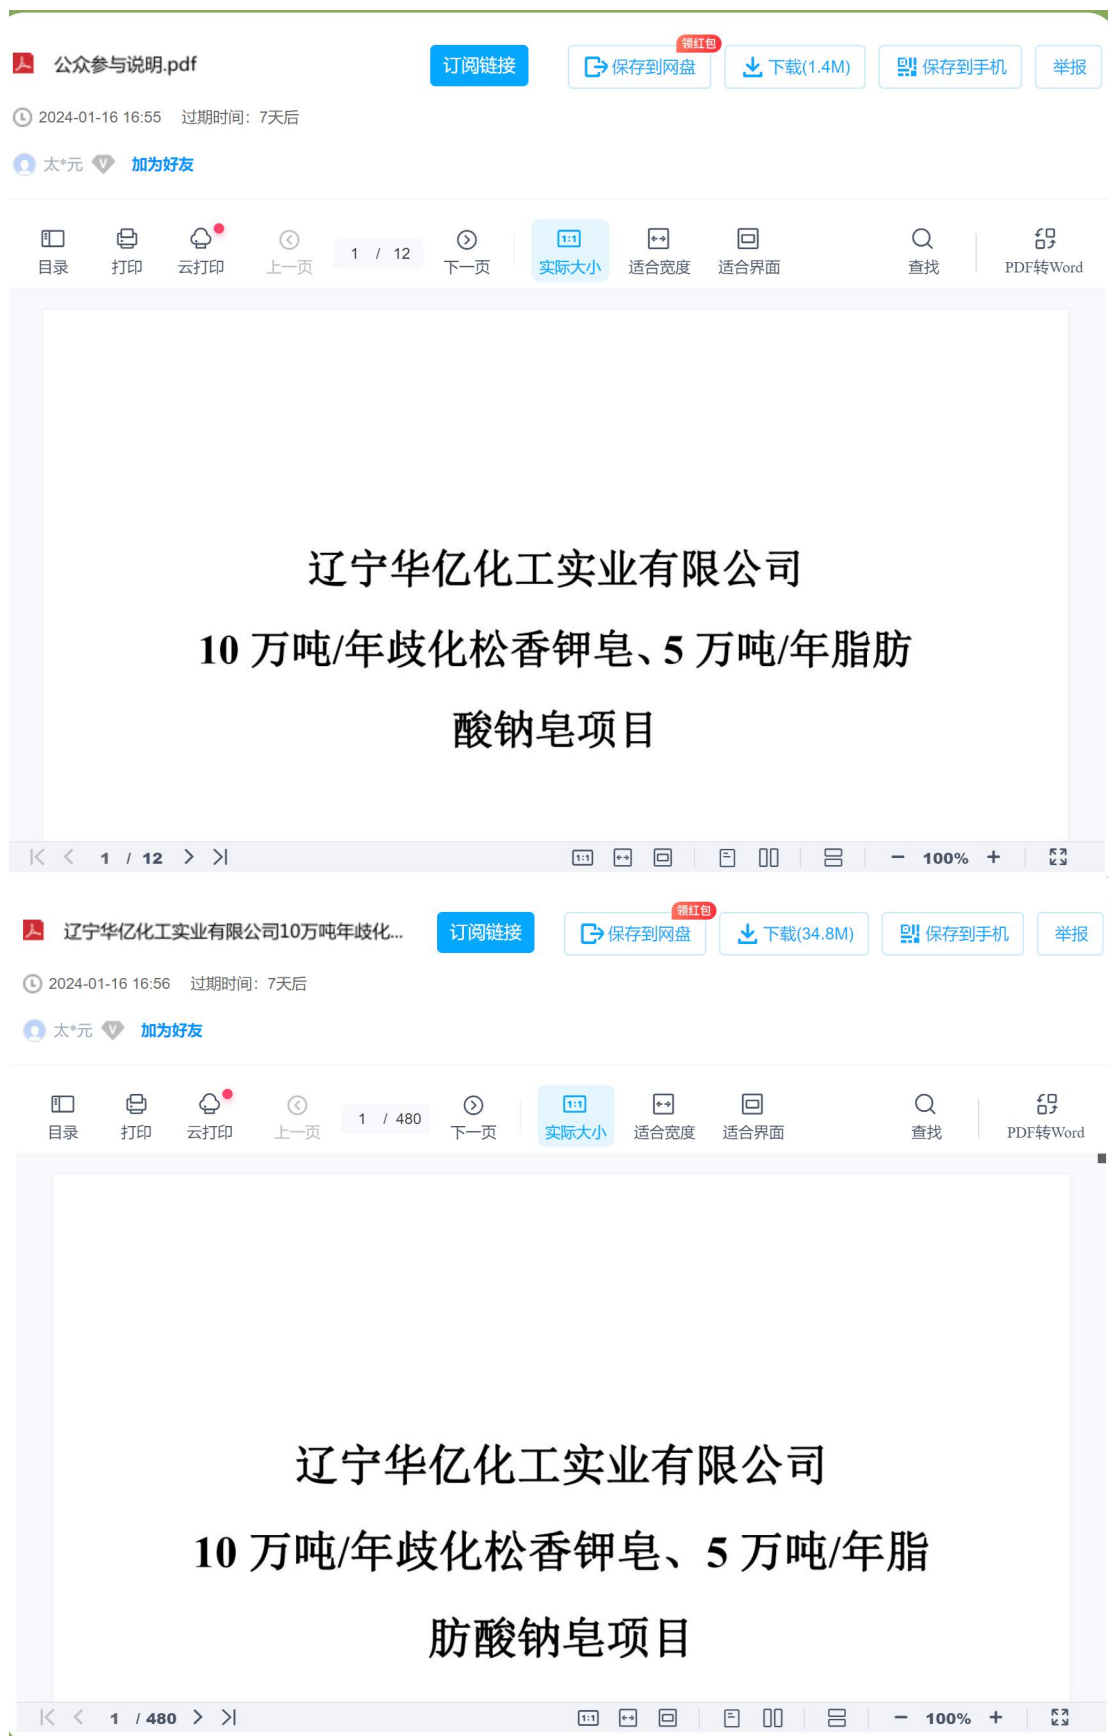 公众参与说明.pdf
订阅链接
领红包
保存到网盘
下载(1.4M)
保存到手机
举报
2024-01-16 16:55 过期时间：7天后
太*元 V 加为好友
目录
打印
云打印
上一页
1 / 12
下一页
1:1
实际大小
适合宽度
适合界面
查找
PDF转Word
辽宁华亿化工实业有限公司
10 万吨/年歧化松香钾皂、5 万吨/年脂肪
酸钠皂项目
1 / 12
1:1
100%
辽宁华亿化工实业有限公司10万吨年歧化...
订阅链接
领红包
保存到网盘
下载(34.8M)
保存到手机
举报
2024-01-16 16:56 过期时间：7天后
太*元 V 加为好友
目录
打印
云打印
上一页
1 / 480
下一页
1:1
实际大小
适合宽度
适合界面
查找
PDF转Word
辽宁华亿化工实业有限公司
10 万吨/年歧化松香钾皂、5 万吨/年脂
肪酸钠皂项目
1 / 480
1:1
100%